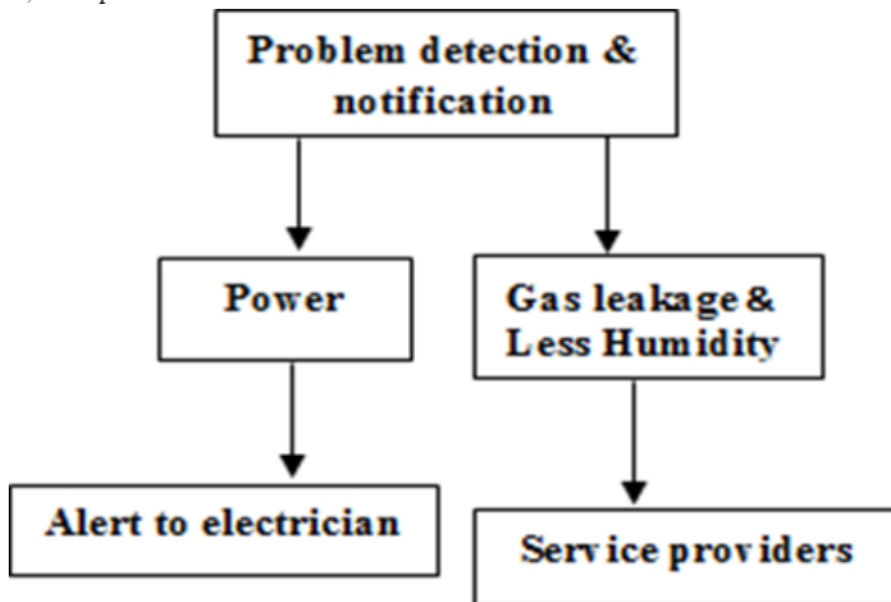 Problem detection &
notification
Power
Gas leakage &
Less Humidity
Alert to electrician
Service providers